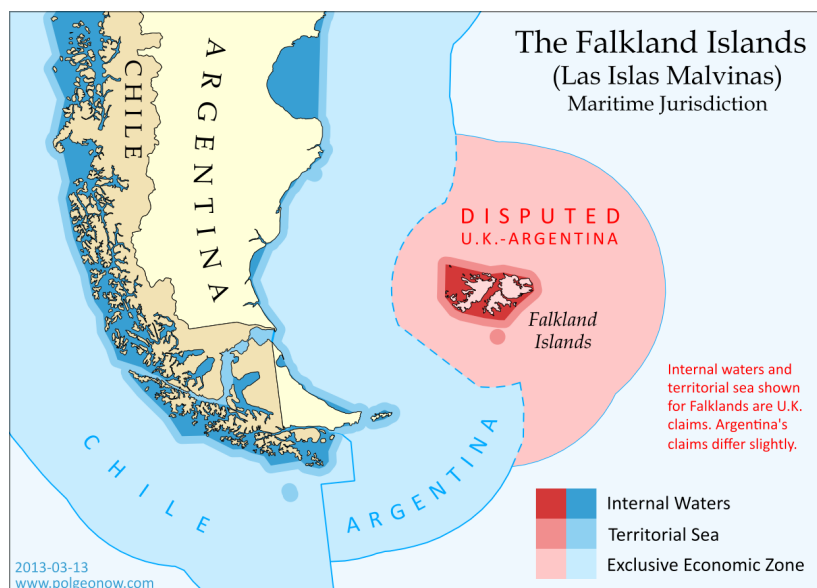 The Falkland Islands
(Las Islas Malvinas)
Maritime Jurisdiction
CHILE
ARGENTINA
DISPUTED
U.K.-ARGENTINA
Falkland
Islands
Internal waters and
territorial sea shown
for Falklands are U.K.
claims. Argentina's
claims differ slightly.
CHILE
ARGENTINA
Internal Waters
Territorial Sea
Exclusive Economic Zone
2013-03-13
www.polgeonow.com